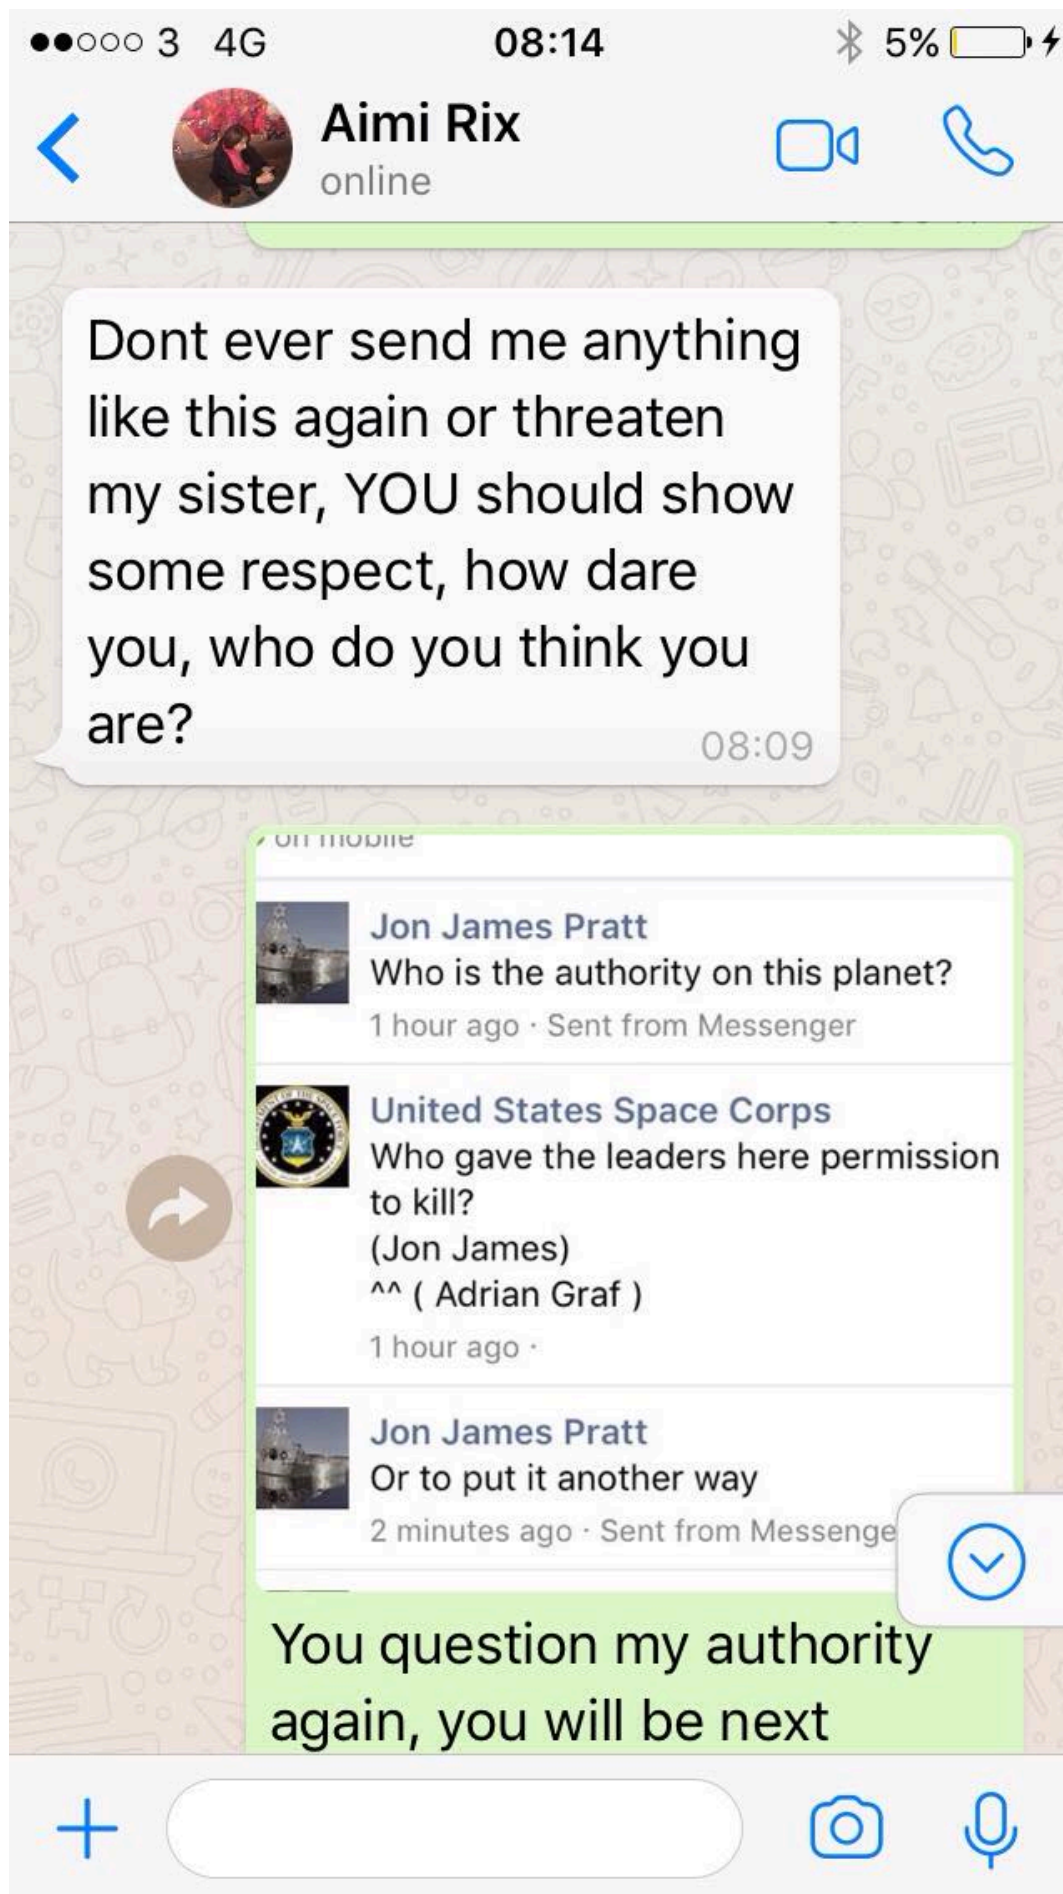 3 4G 08:14 5%
Aimi Rix
online
Dont ever send me anything
like this again or threaten
my sister, YOU should show
some respect, how dare
you, who do you think you
are?
08:09
on mobile
Jon James Pratt
Who is the authority on this planet?
1 hour ago · Sent from Messenger
United States Space Corps
Who gave the leaders here permission
to kill?
(Jon James)
^^ ( Adrian Graf )
1 hour ago ·
Jon James Pratt
Or to put it another way
2 minutes ago · Sent from Messenge
You question my authority
again, you will be next